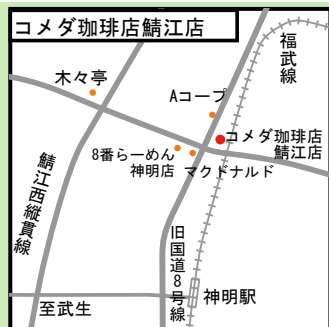 コメダ珈琲店鯖江店
福武線
木々亭
Aコープ
コメダ珈琲店
鯖江店
8番らーめん
神明店
マクドナルド
鯖江西縦貫線
旧国道8号線
神明駅
至武生